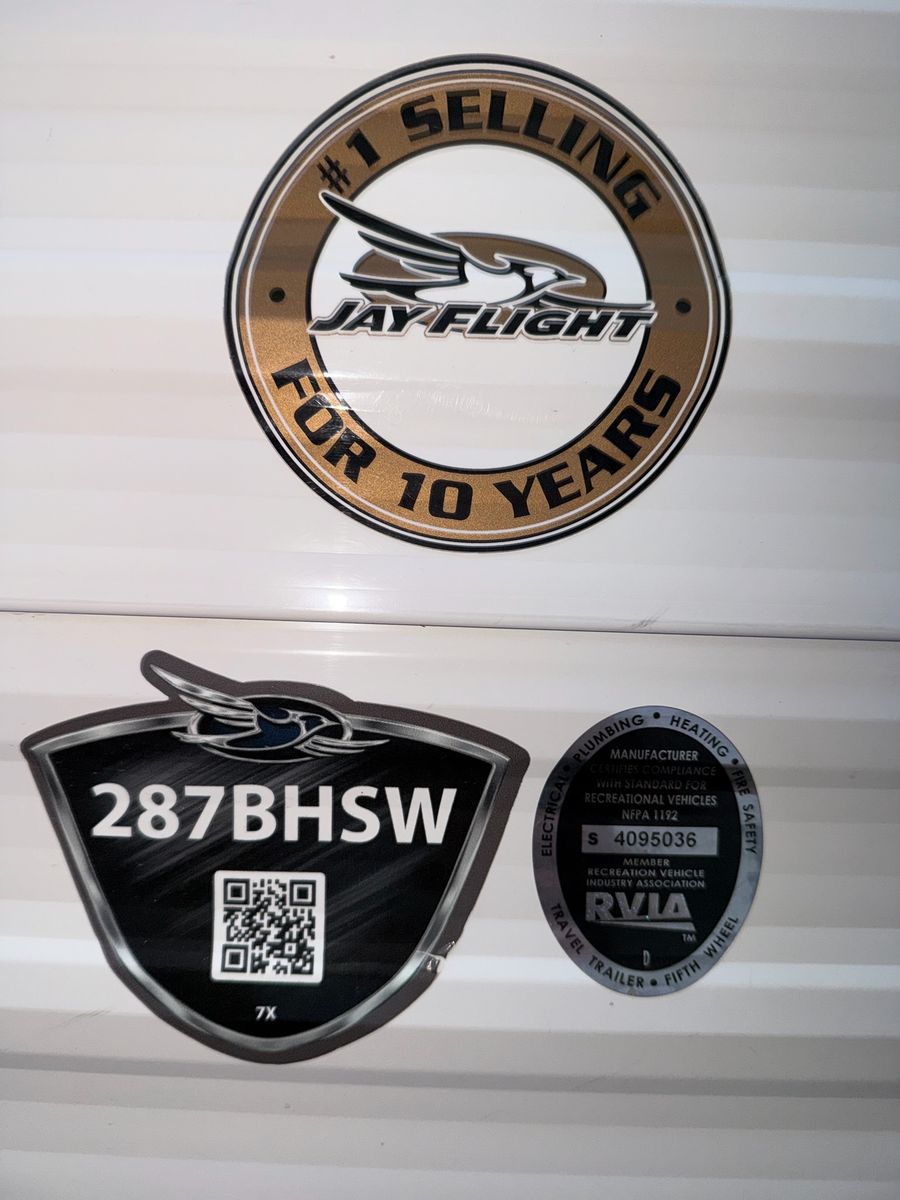 #1 SELLING
JAY FLIGHT
FOR 10 YEARS
287BHSW
7X
ELECTRICAL • PLUMBING • HEATING • FIRE SAFETY
MANUFACTURER
CERTIFIES COMPLIANCE
WITH STANDARD FOR
RECREATIONAL VEHICLES
NFPA 1192
S 4095036
MEMBER
RECREATION VEHICLE
INDUSTRY ASSOCIATION
RVIA
TM
D
TRAVEL TRAILER • FIFTH WHEEL